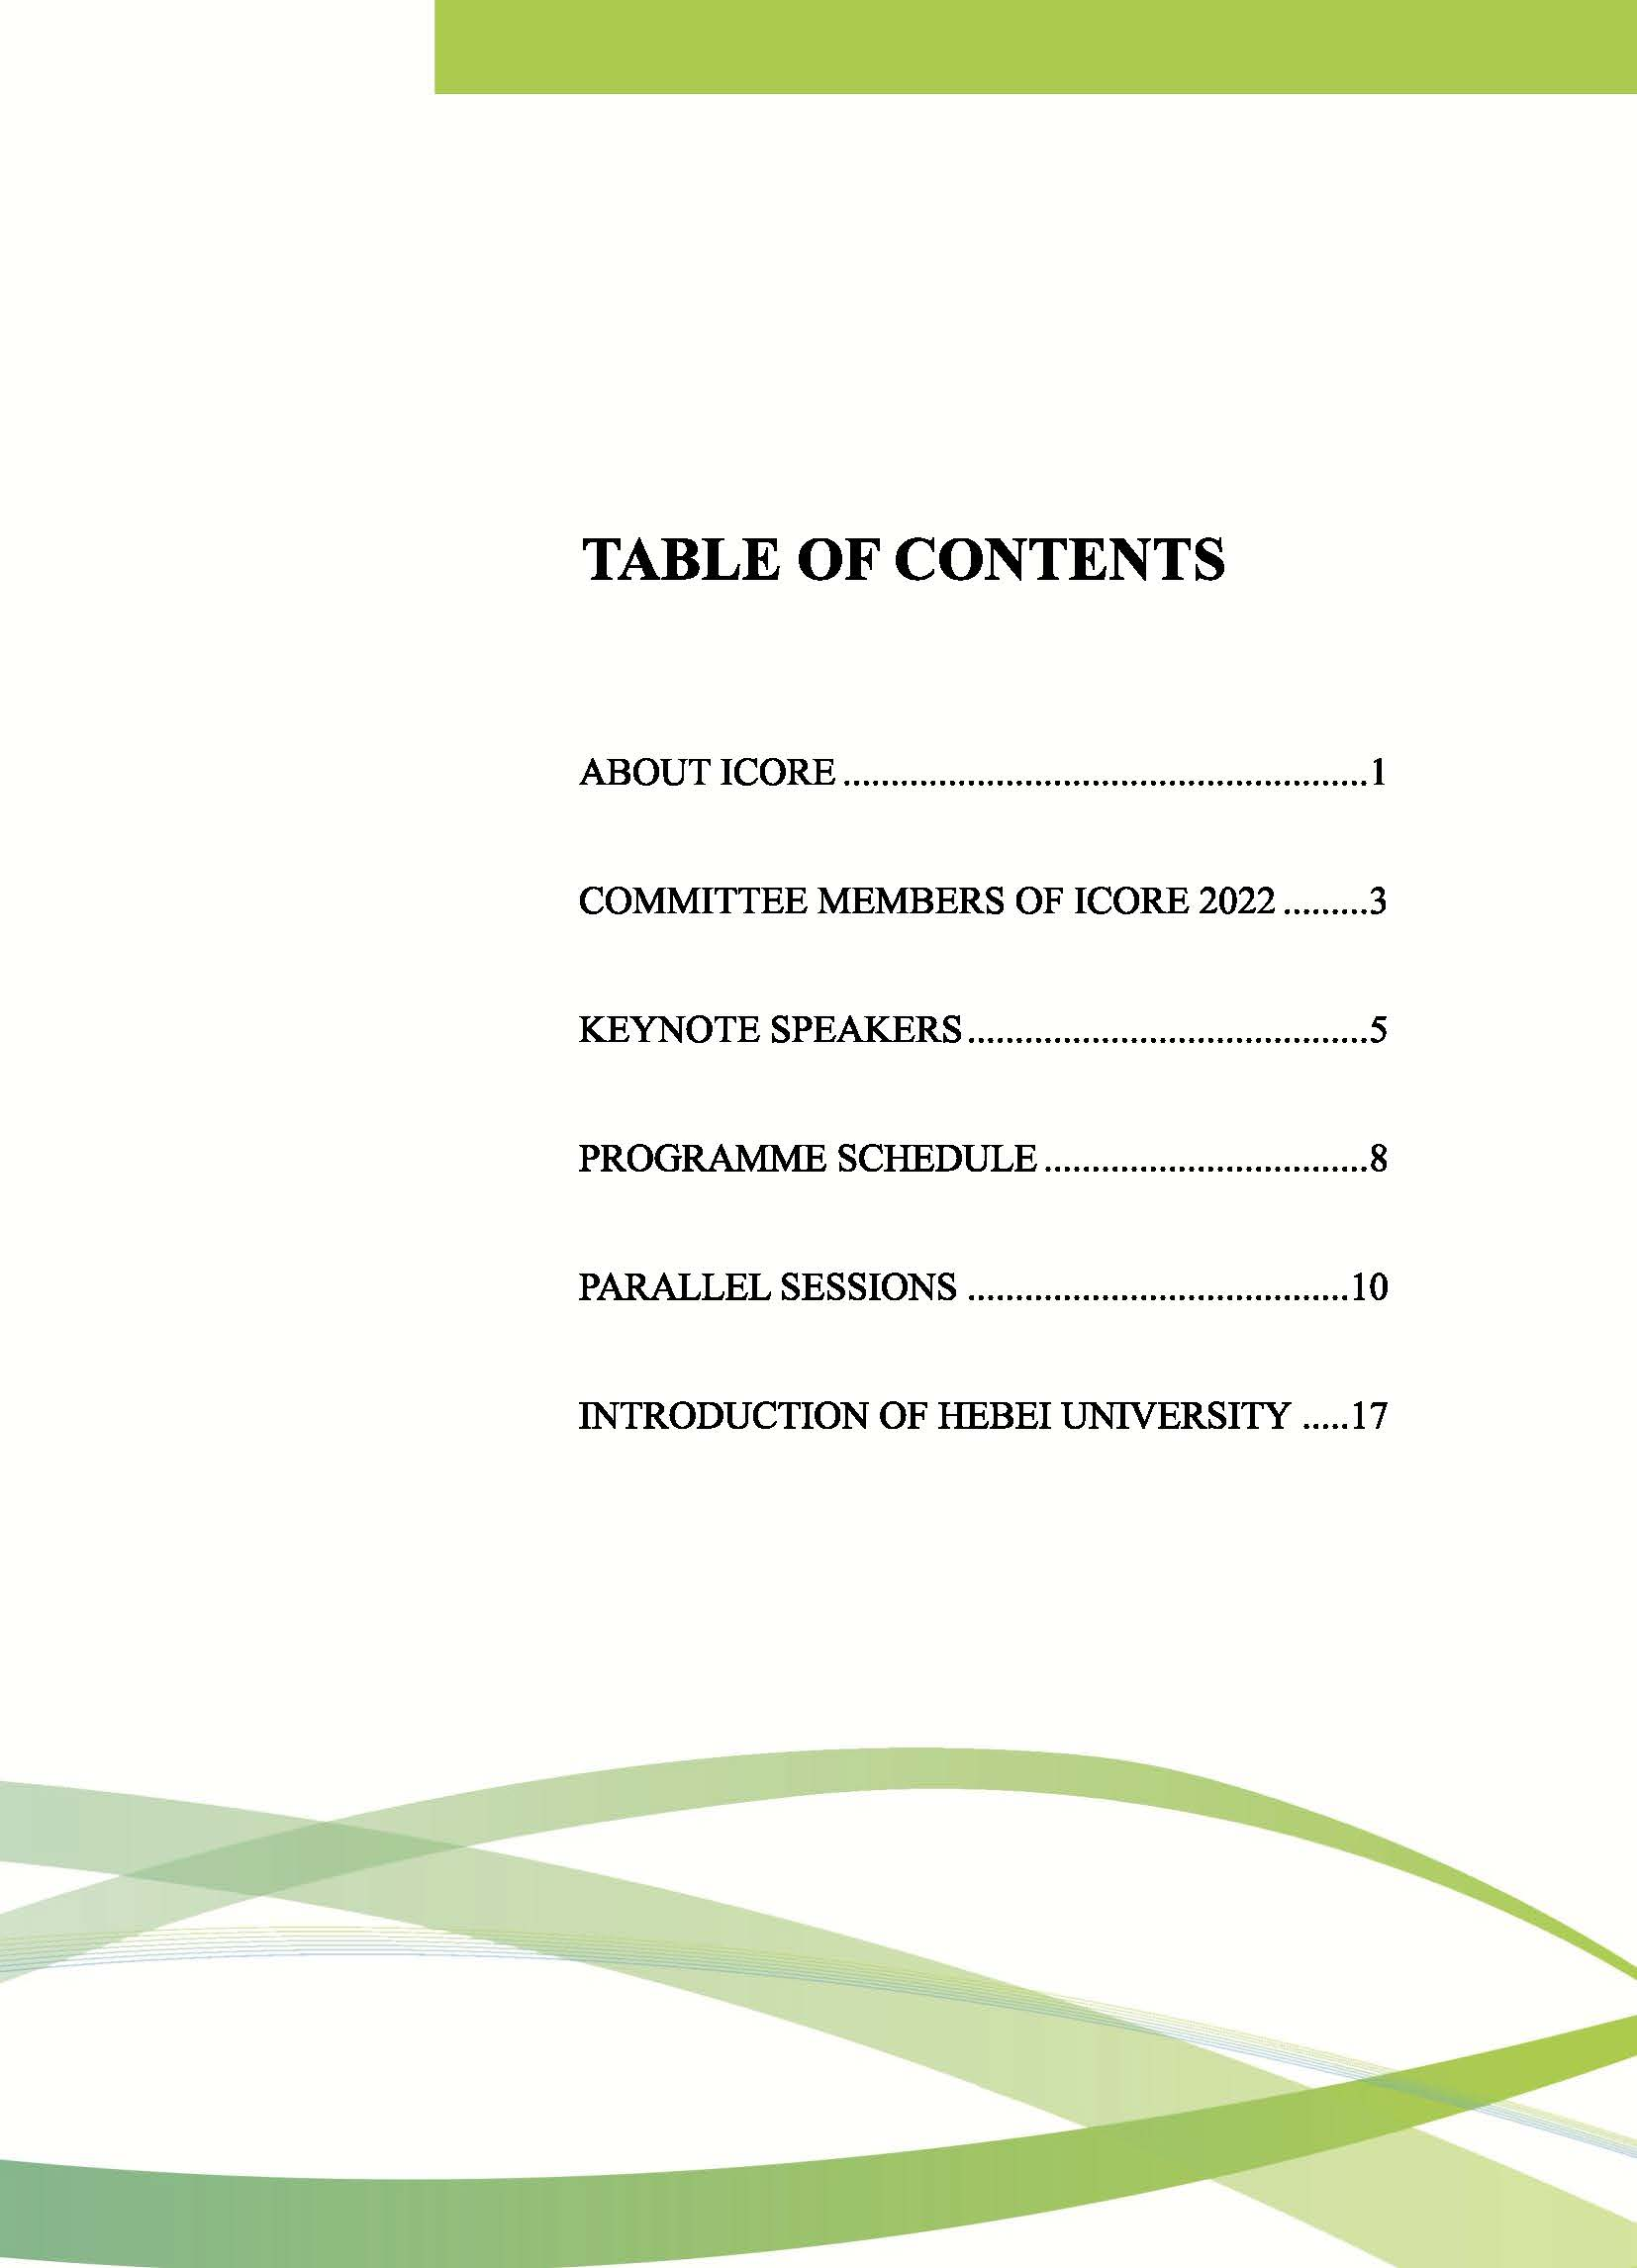 TABLE OF CONTENTS
ABOUT ICORE .......................................................1
COMMITTEE MEMBERS OF ICORE 2022 .........3
KEYNOTE SPEAKERS..........................................5
PROGRAMME SCHEDULE..................................8
PARALLEL SESSIONS ........................................10
INTRODUCTION OF HEBEI UNIVERSITY .....17